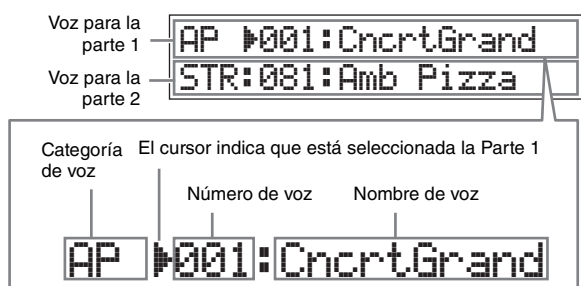 Voz para la
parte 1
AP ▶001:CncrtGrand
Voz para la
parte 2
STR:081:Amb Pizza
Categoría
de voz
El cursor indica que está seleccionada la Parte 1
Número de voz
Nombre de voz
AP ▶001:CncrtGrand